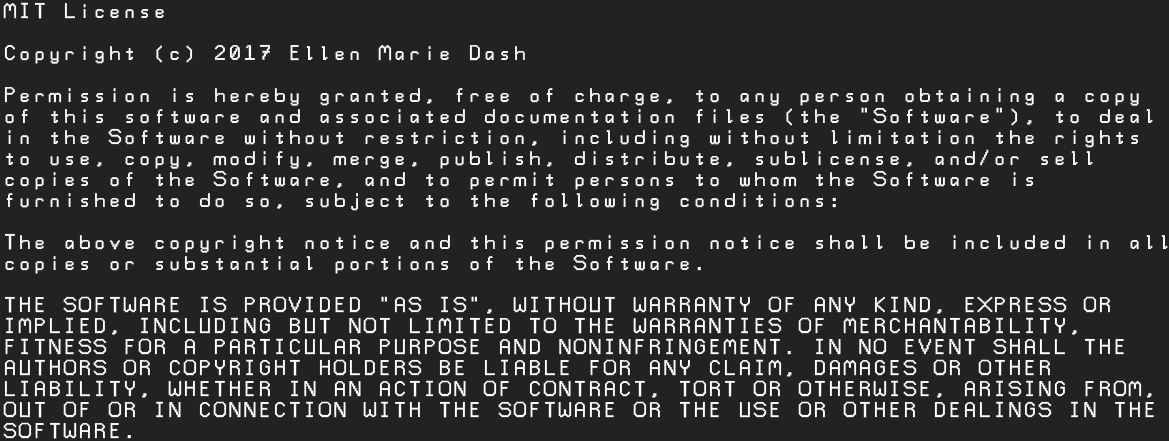 MIT License
Copyright (c) 2017 Ellen Marie Dash
Permission is hereby granted, free of charge, to any person obtaining a copy
of this software and associated documentation files (the "Software"), to deal
in the Software without restriction, including without limitation the rights
to use, copy, modify, merge, publish, distribute, sublicense, and/or sell
copies of the Software, and to permit persons to whom the Software is
furnished to do so, subject to the following conditions:
The above copyright notice and this permission notice shall be included in all
copies or substantial portions of the Software.
THE SOFTWARE IS PROVIDED "AS IS", WITHOUT WARRANTY OF ANY KIND, EXPRESS OR
IMPLIED, INCLUDING BUT NOT LIMITED TO THE WARRANTIES OF MERCHANTABILITY,
FITNESS FOR A PARTICULAR PURPOSE AND NONINFRINGEMENT. IN NO EVENT SHALL THE
AUTHORS OR COPYRIGHT HOLDERS BE LIABLE FOR ANY CLAIM, DAMAGES OR OTHER
LIABILITY, WHETHER IN AN ACTION OF CONTRACT, TORT OR OTHERWISE, ARISING FROM,
OUT OF OR IN CONNECTION WITH THE SOFTWARE OR THE USE OR OTHER DEALINGS IN THE
SOFTWARE.